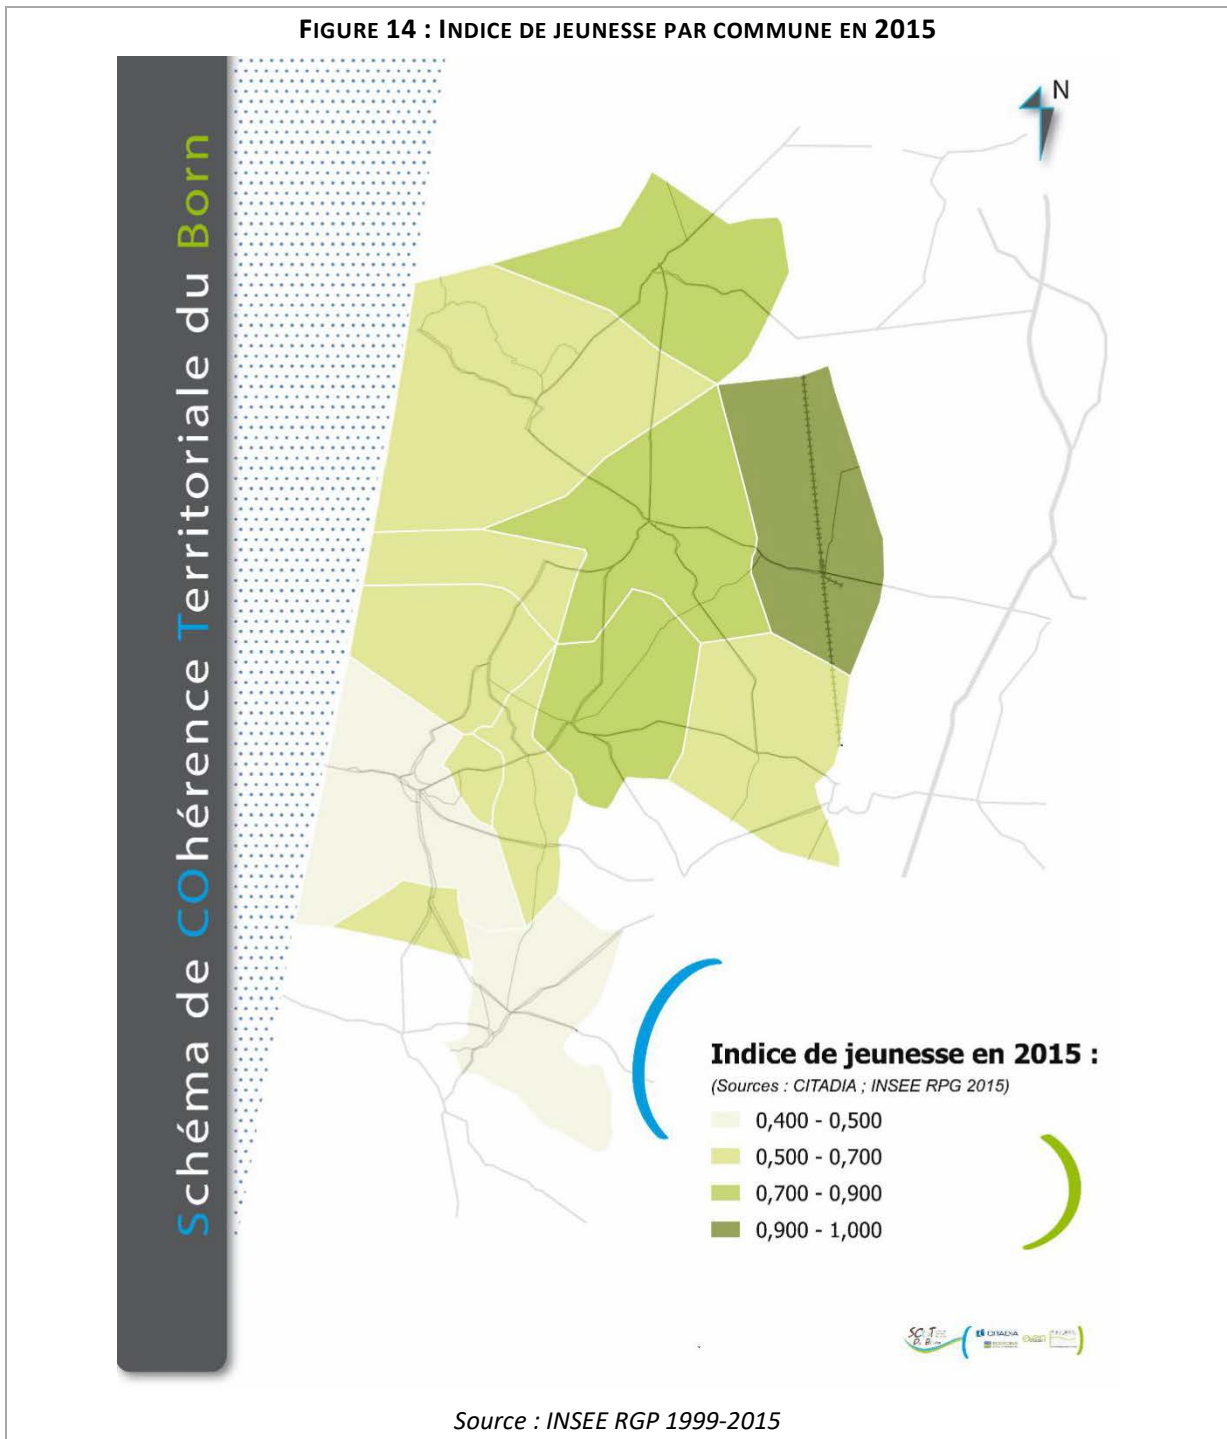 FIGURE 14 : INDICE DE JEUNESSE PAR COMMUNE EN 2015
Schéma de COhérence Territoriale du Born
N
Indice de jeunesse en 2015 :
(Sources : CITADIA ; INSEE RPG 2015)
0,400 - 0,500
0,500 - 0,700
0,700 - 0,900
0,900 - 1,000
CITADIA
Source : INSEE RGP 1999-2015